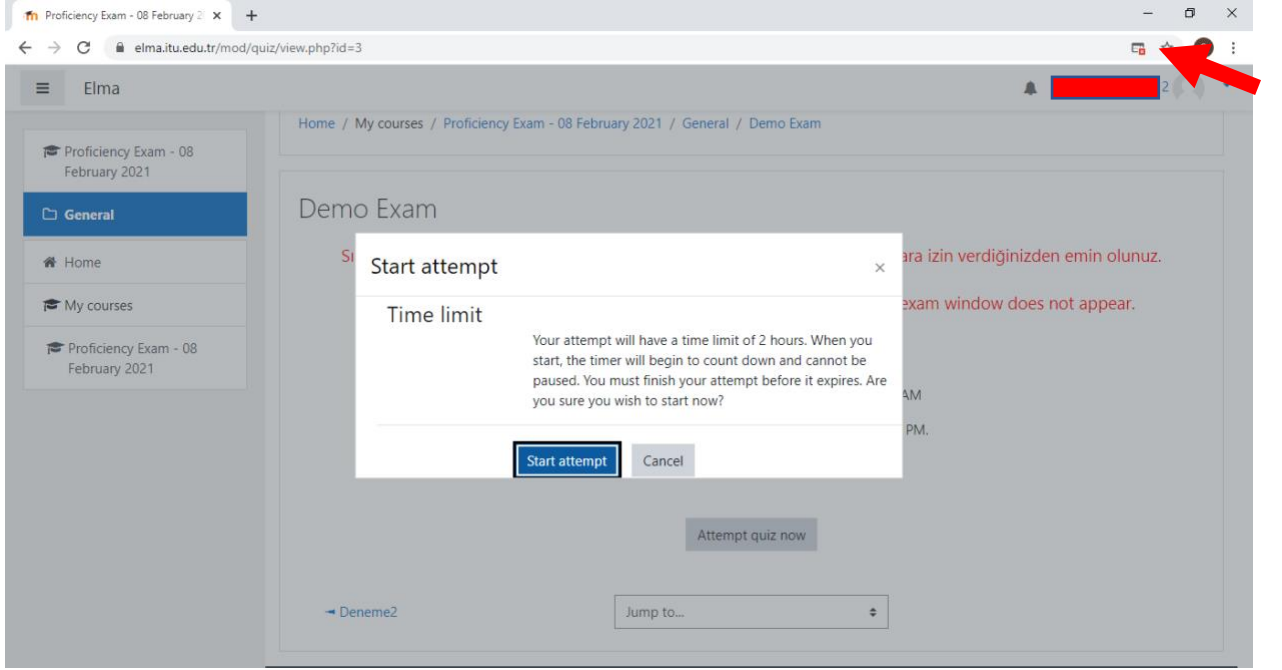 Proficiency Exam - 08 February 2
elma.itu.edu.tr/mod/quiz/view.php?id=3
Elma
2
Home / My courses / Proficiency Exam - 08 February 2021 / General / Demo Exam
Proficiency Exam - 08
February 2021
General
Home
My courses
Proficiency Exam - 08
February 2021
Demo Exam
ara izin verdiğinizden emin olunuz.
exam window does not appear.
AM
PM.
Start attempt
×
Time limit
Your attempt will have a time limit of 2 hours. When you
start, the timer will begin to count down and cannot be
paused. You must finish your attempt before it expires. Are
you sure you wish to start now?
Start attempt Cancel
Attempt quiz now
Deneme2
Jump to...